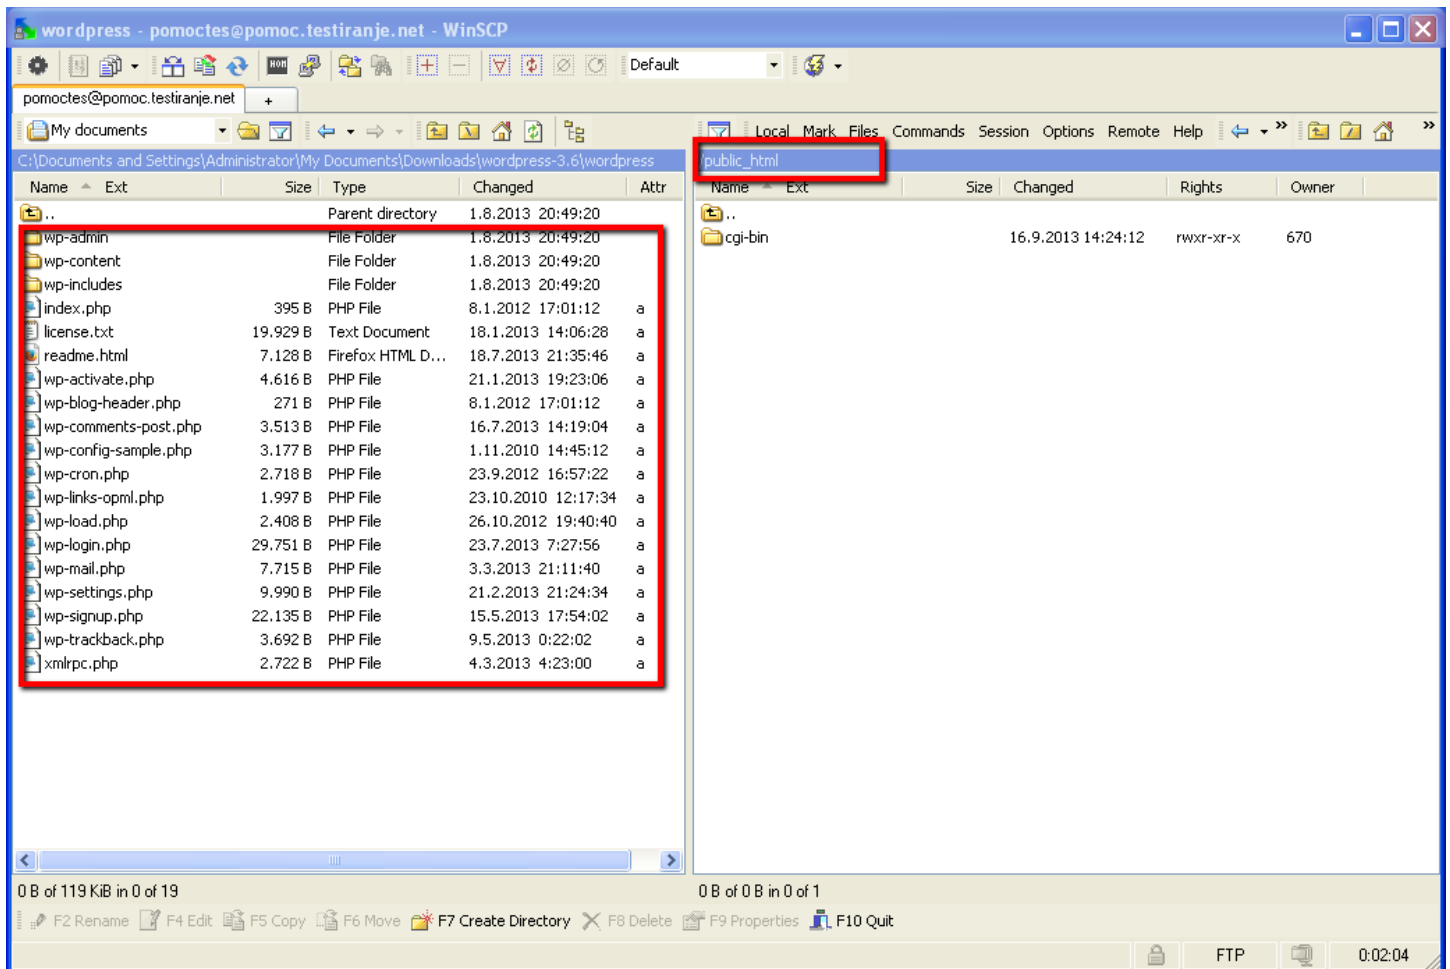 wordpress - pomoctes@pomoc.testiranje.net - WinSCP
Default
pomoctes@pomoc.testiranje.net +
My documents
Local Mark Files Commands Session Options Remote Help
C:\Documents and Settings\Administrator\My Documents\Downloads\wordpress-3.6\wordpress
/public_html
Name Ext Size Type Changed Attr
Name Ext Size Changed Rights Owner
.. Parent directory 1.8.2013 20:49:20
..
wp-admin File Folder 1.8.2013 20:49:20
cgi-bin 16.9.2013 14:24:12 rwxr-xr-x 670
wp-content File Folder 1.8.2013 20:49:20
wp-includes File Folder 1.8.2013 20:49:20
index.php 395 B PHP File 8.1.2012 17:01:12 a
license.txt 19.929 B Text Document 18.1.2013 14:06:28 a
readme.html 7.128 B Firefox HTML D... 18.7.2013 21:35:46 a
wp-activate.php 4.616 B PHP File 21.1.2013 19:23:06 a
wp-blog-header.php 271 B PHP File 8.1.2012 17:01:12 a
wp-comments-post.php 3.513 B PHP File 16.7.2013 14:19:04 a
wp-config-sample.php 3.177 B PHP File 1.11.2010 14:45:12 a
wp-cron.php 2.718 B PHP File 23.9.2012 16:57:22 a
wp-links-opml.php 1.997 B PHP File 23.10.2010 12:17:34 a
wp-load.php 2.408 B PHP File 26.10.2012 19:40:40 a
wp-login.php 29.751 B PHP File 23.7.2013 7:27:56 a
wp-mail.php 7.715 B PHP File 3.3.2013 21:11:40 a
wp-settings.php 9.990 B PHP File 21.2.2013 21:24:34 a
wp-signup.php 22.135 B PHP File 15.5.2013 17:54:02 a
wp-trackback.php 3.692 B PHP File 9.5.2013 0:22:02 a
xmlrpc.php 2.722 B PHP File 4.3.2013 4:23:00 a
0 B of 119 KiB in 0 of 19
0 B of 0 B in 0 of 1
F2 Rename F4 Edit F5 Copy F6 Move F7 Create Directory F8 Delete F9 Properties F10 Quit
FTP 0:02:04